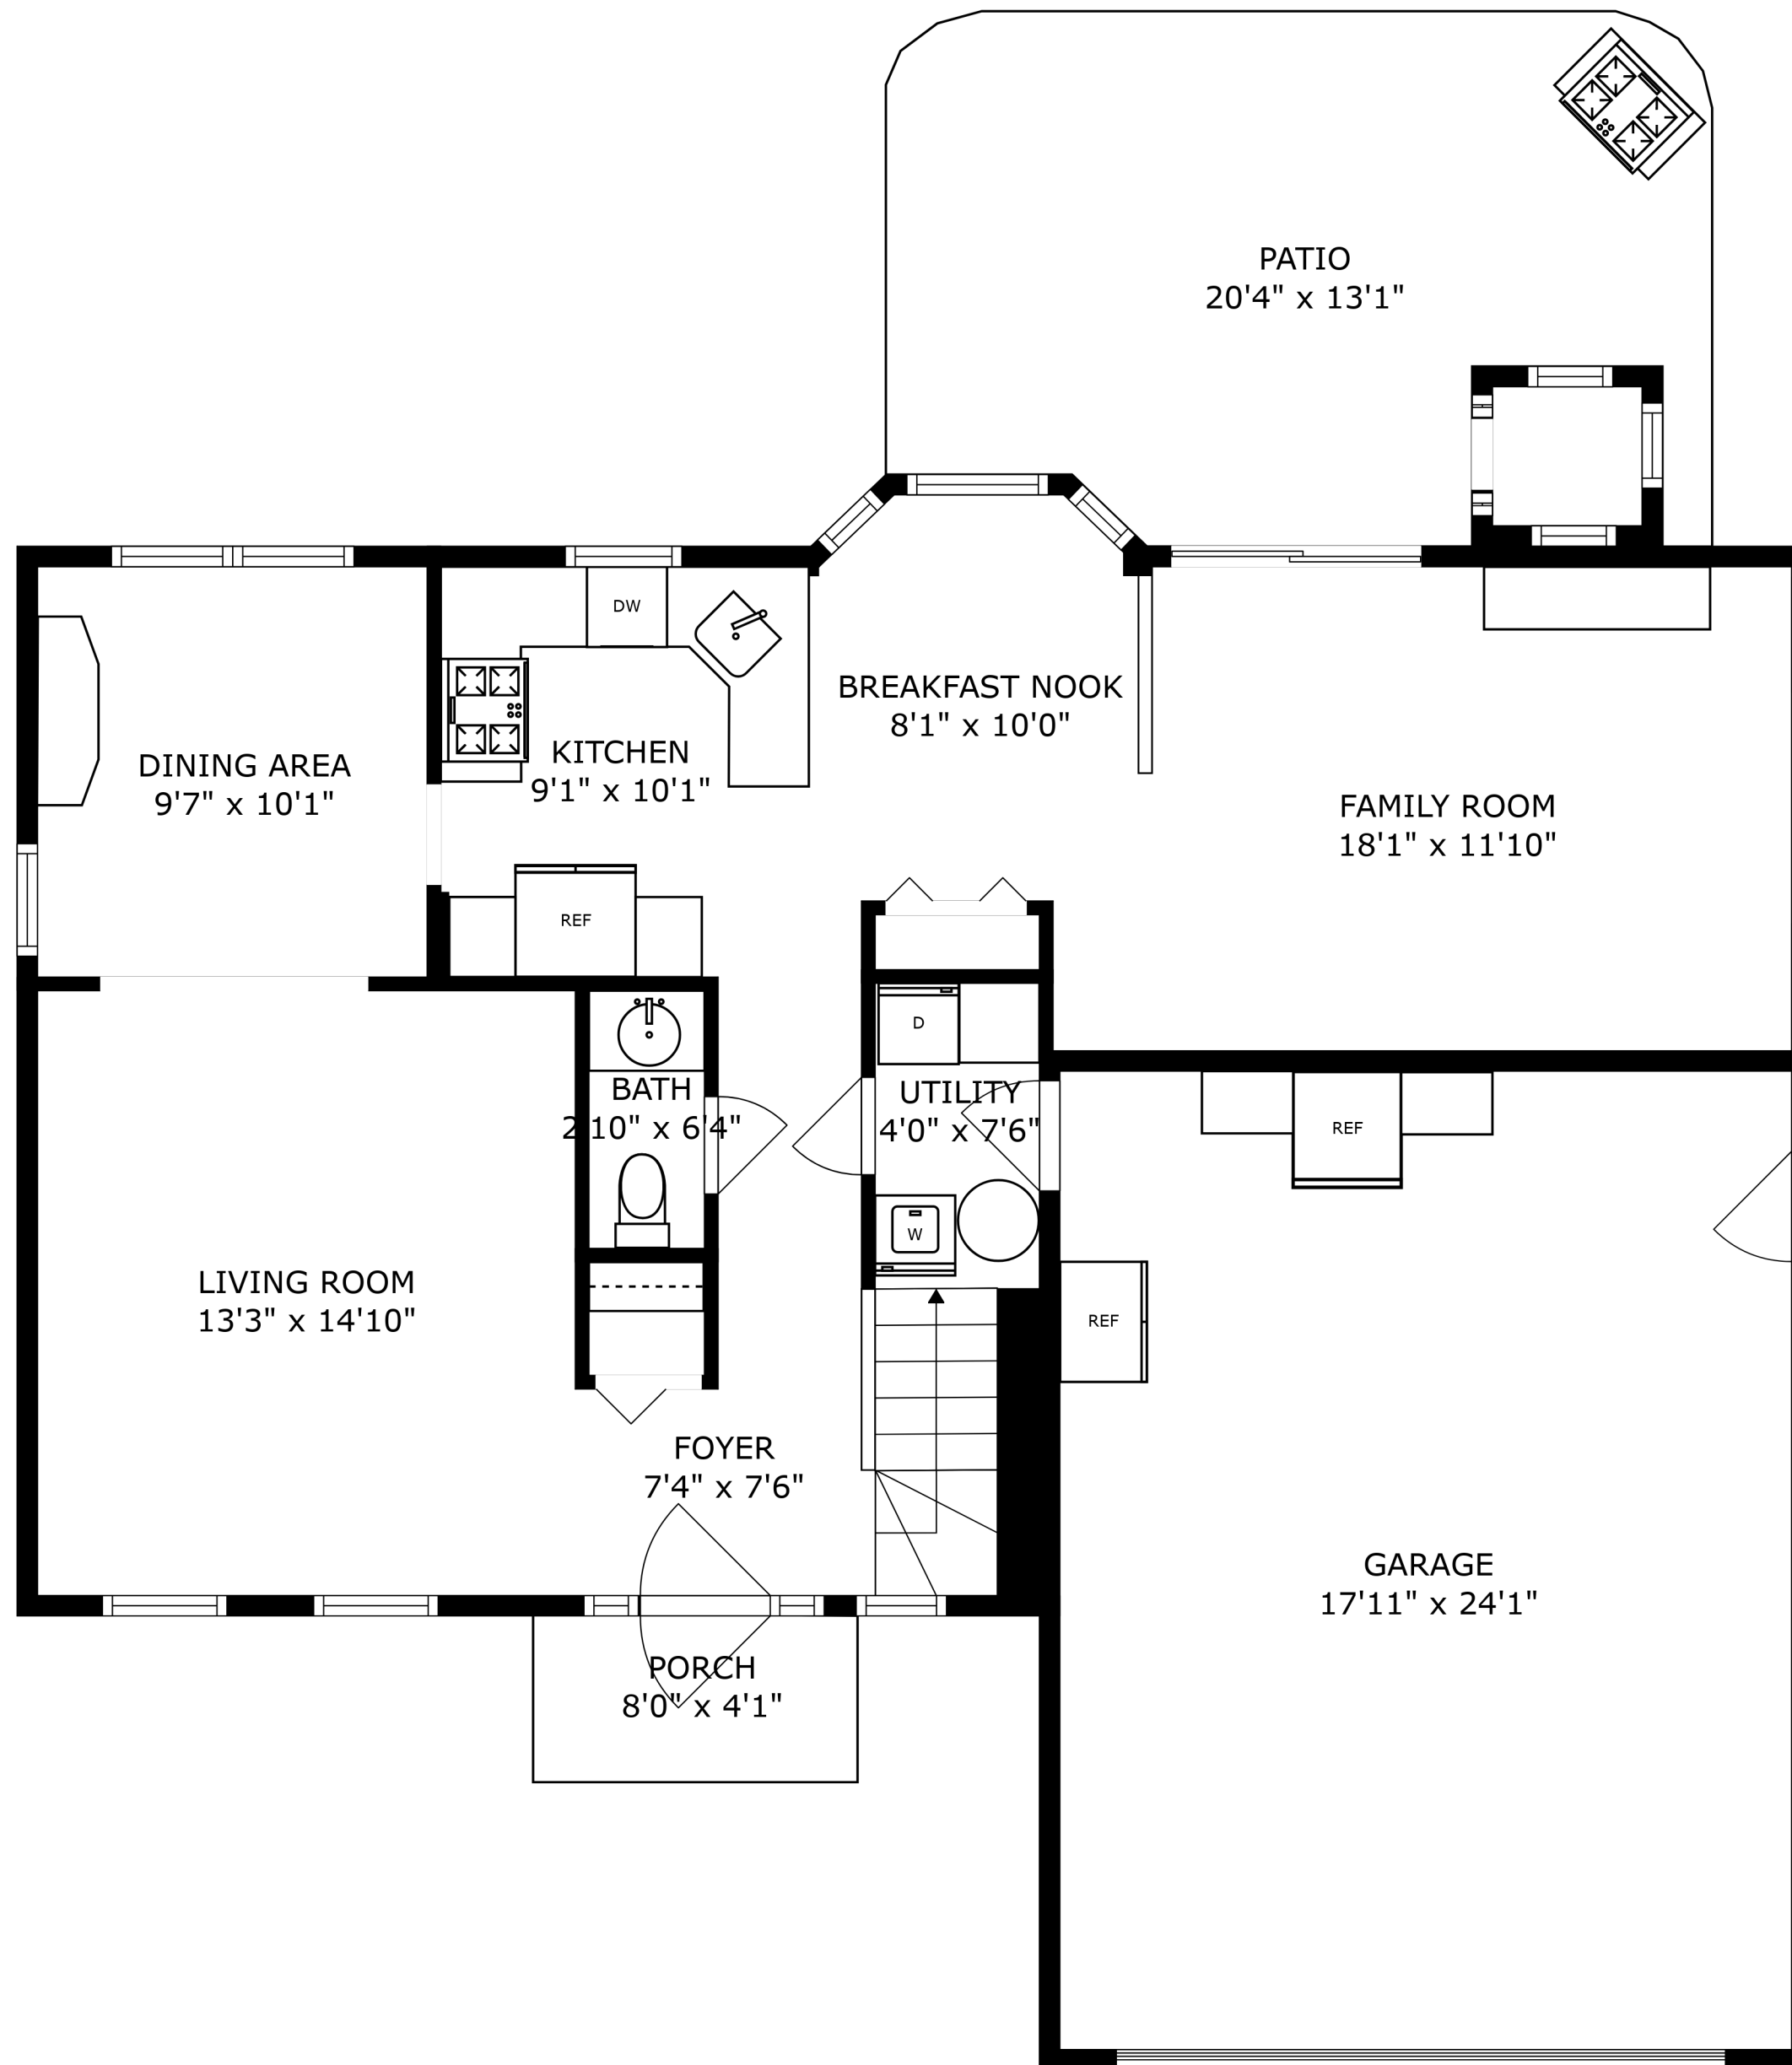 PATIO
20'4" x 13'1"
DW
BREAKFAST NOOK
8'1" x 10'0"
KITCHEN
9'1" x 10'1"
DINING AREA
9'7" x 10'1"
FAMILY ROOM
18'1" x 11'10"
REF
D
BATH
2'10" x 6'4"
UTILITY
4'0" x 7'6"
REF
W
LIVING ROOM
13'3" x 14'10"
REF
FOYER
7'4" x 7'6"
GARAGE
17'11" x 24'1"
PORCH
8'0" x 4'1"